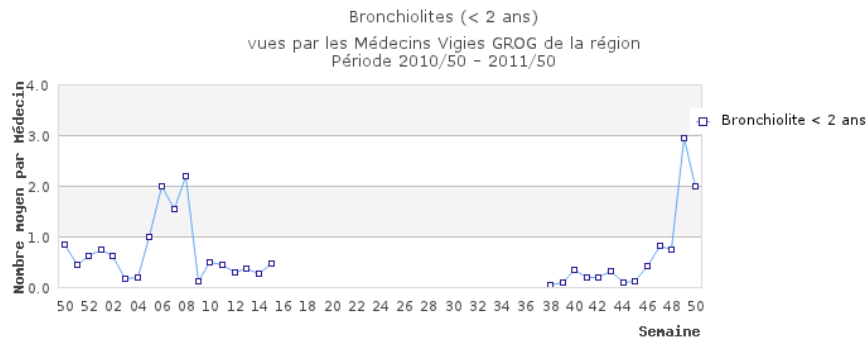 Bronchiolites (< 2 ans)
vues par les Médecins Vigies GROG de la région
Période 2010/50 - 2011/50
Nombre moyen par Médecin
4.0
3.0
2.0
1.0
0.0
Bronchiolite < 2 ans
50 52 02 04 06 08 10 12 14 16 18 20 22 24 26 28 30 32 34 36 38 40 42 44 46 48 50
Semaine